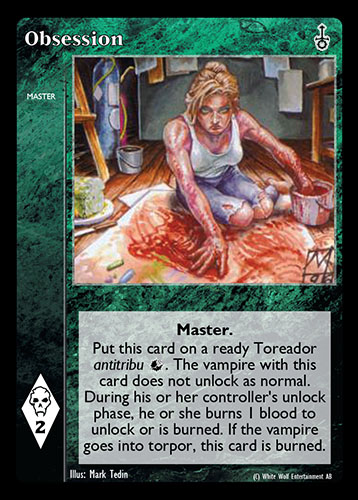 Obsession
MASTER
Master.
Put this card on a ready Toreador
antitribu . The vampire with this
card does not unlock as normal.
During his or her controller's unlock
phase, he or she burns 1 blood to
unlock or is burned. If the vampire
goes into torpor, this card is burned.
2
Illus: Mark Tedin
(C) White Wolf Entertainment AB